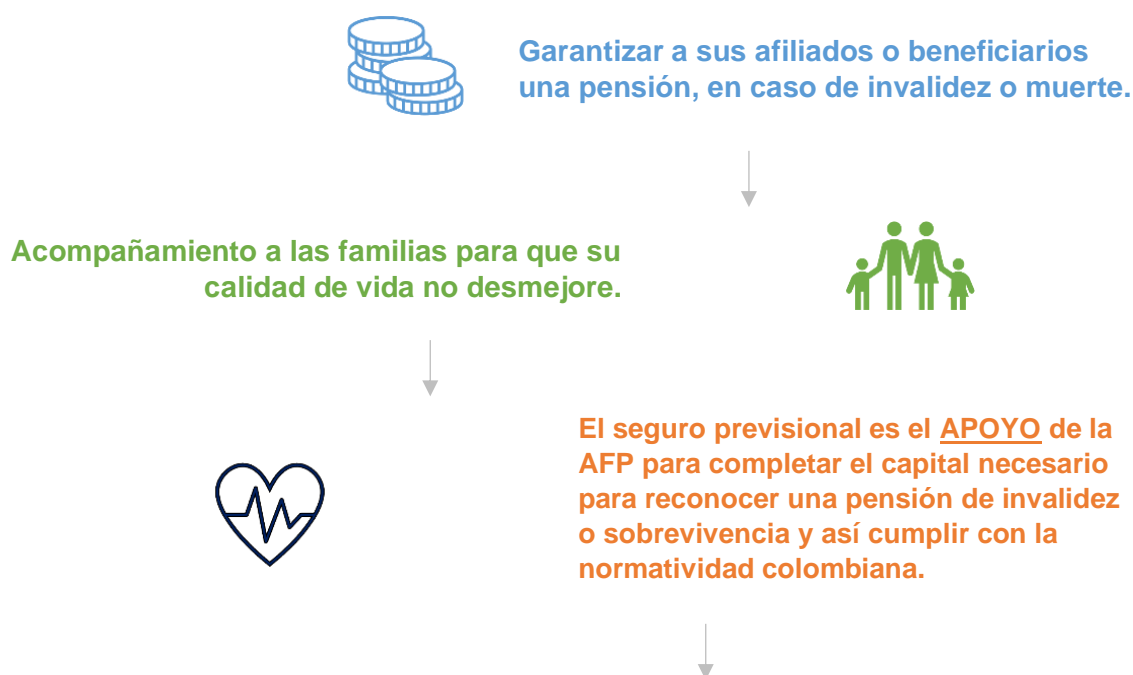 Garantizar a sus afiliados o beneficiarios
una pensión, en caso de invalidez o muerte.
Acompañamiento a las familias para que su
calidad de vida no desmejore.
El seguro previsional es el APOYO de la
AFP para completar el capital necesario
para reconocer una pensión de invalidez
o sobrevivencia y así cumplir con la
normatividad colombiana.